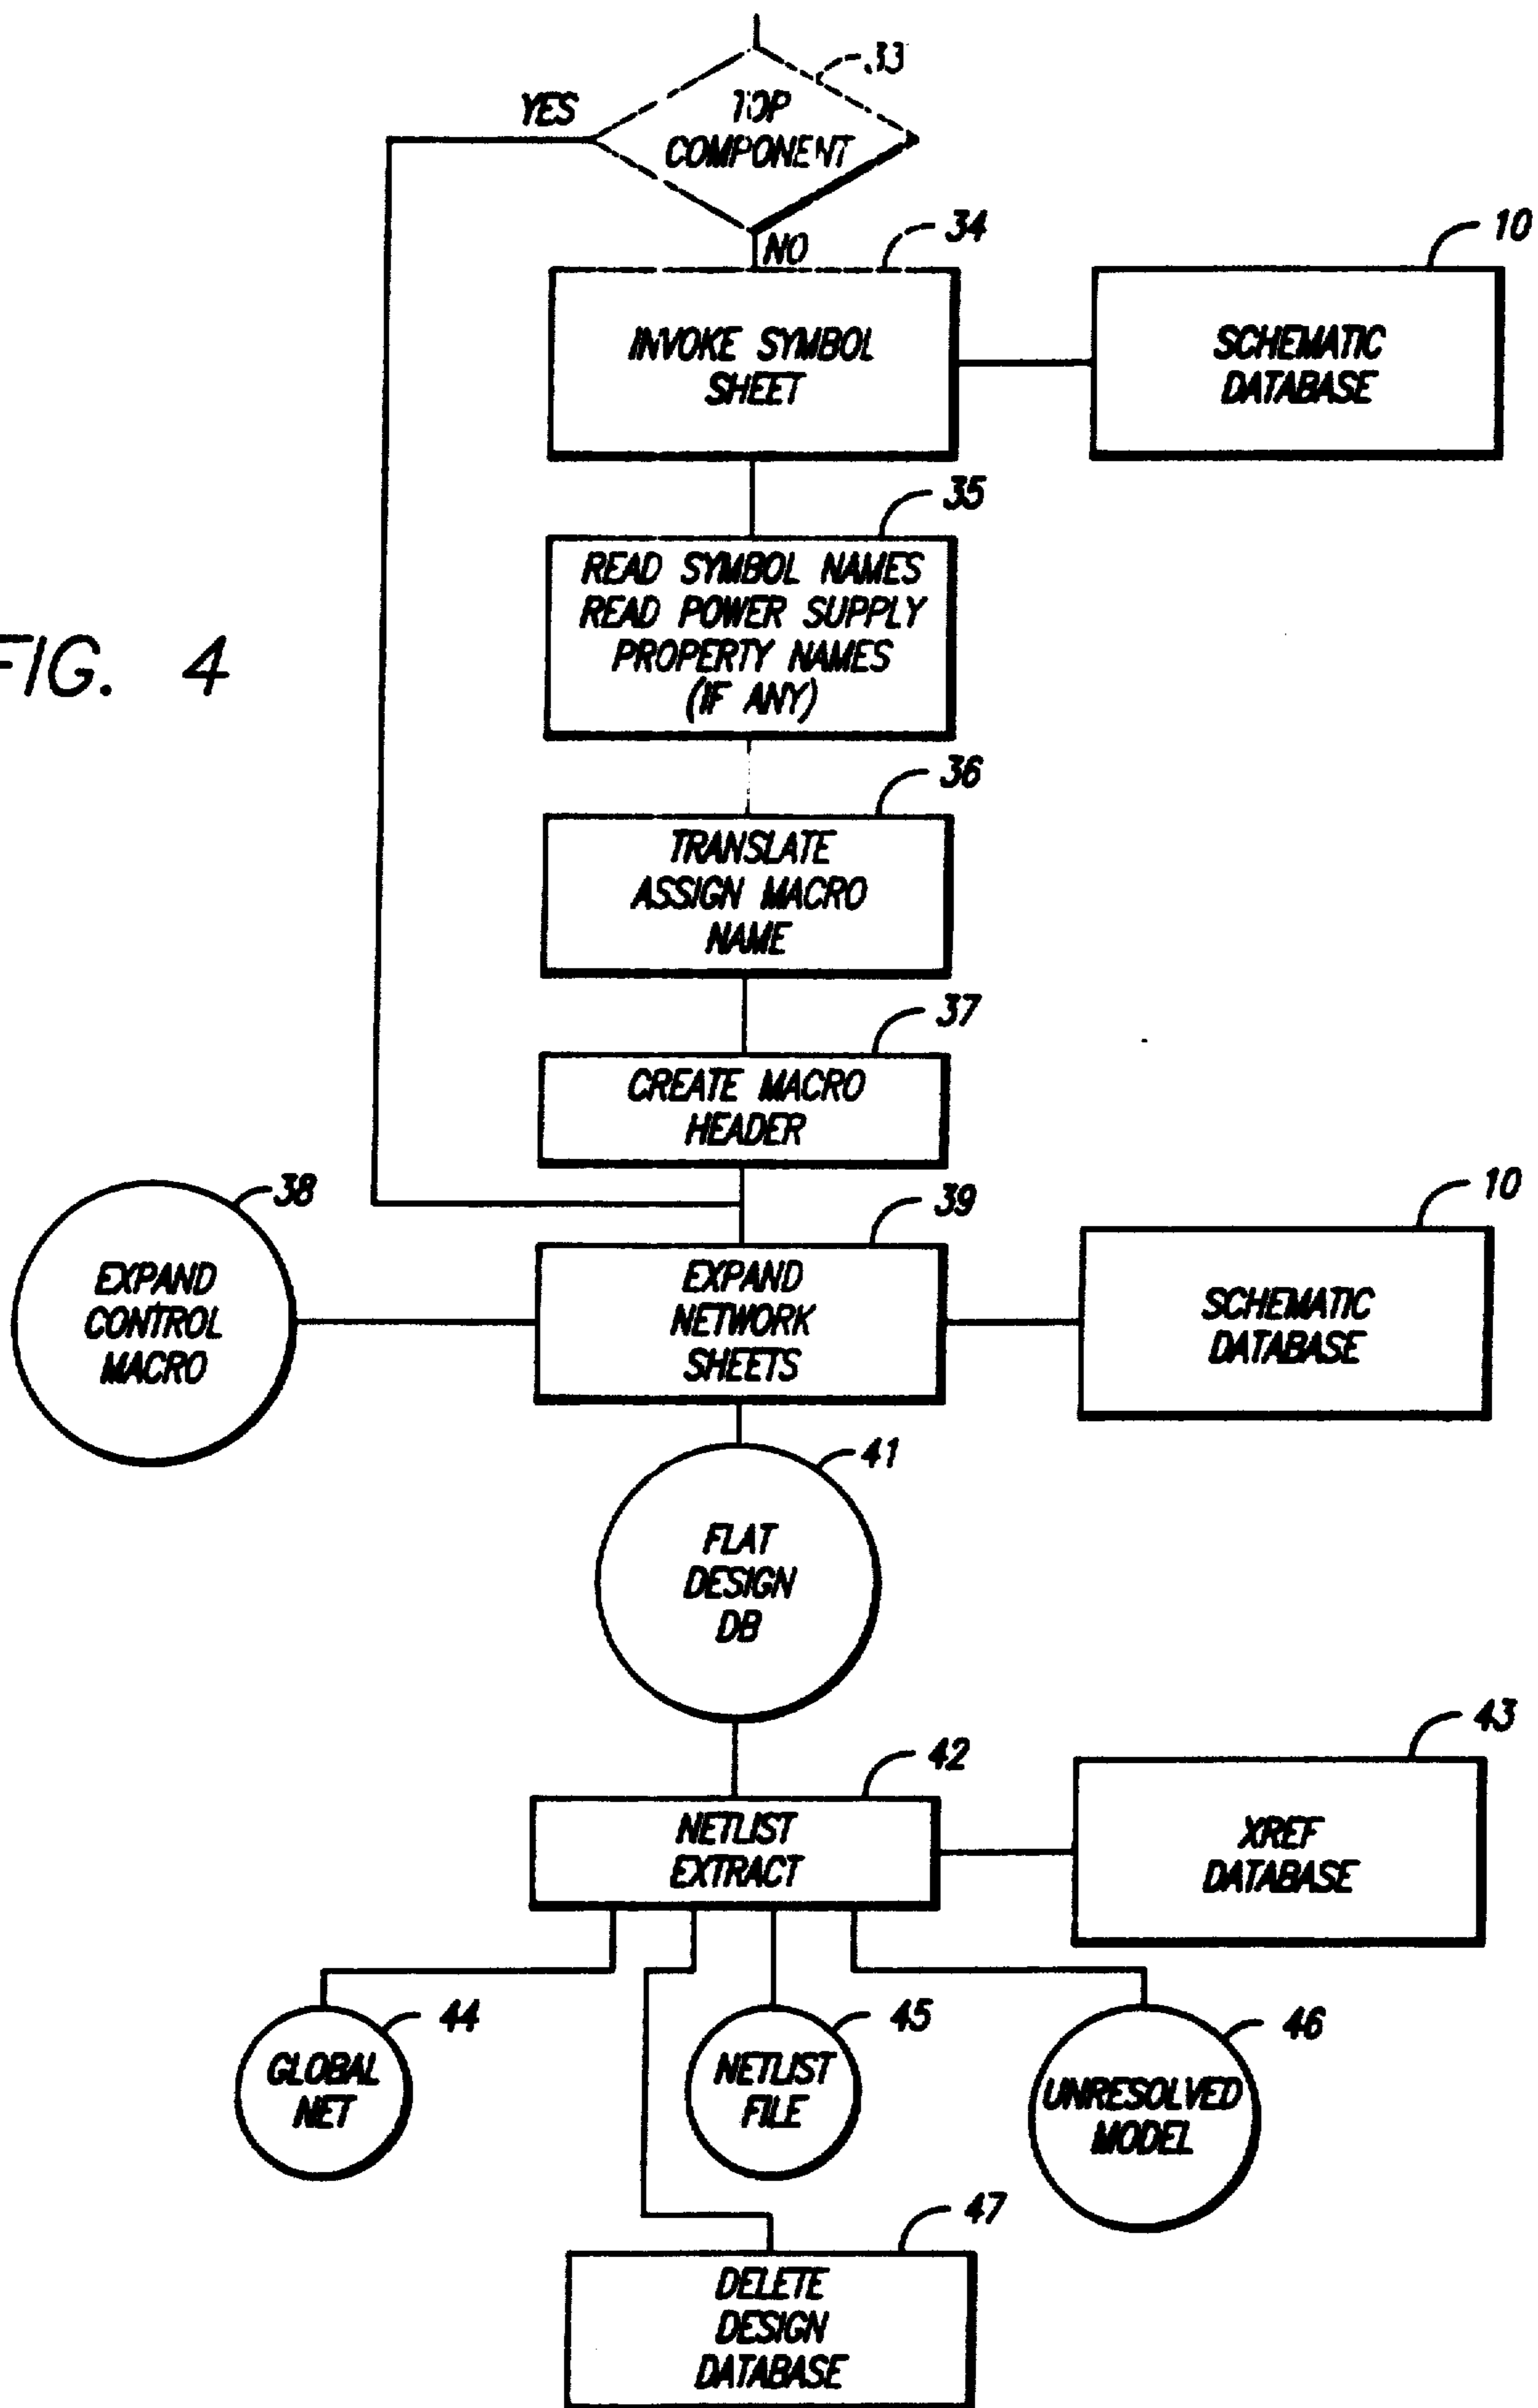 33
YES
TOP
COMPONENT
NO
34
10
INVOKE SYMBOL
SHEET
SCHEMATIC
DATABASE
35
READ SYMBOL NAMES
READ POWER SUPPLY
PROPERTY NAMES
(IF ANY)
FIG. 4
36
TRANSLATE
ASSIGN MACRO
NAME
37
CREATE MACRO
HEADER
38
39
10
EXPAND
CONTROL
MACRO
EXPAND
NETWORK
SHEETS
SCHEMATIC
DATABASE
41
FLAT
DESIGN
DB
42
43
NETLIST
EXTRACT
XREF
DATABASE
44
45
46
GLOBAL
NET
NETLIST
FILE
UNRESOLVED
MODEL
47
DELETE
DESIGN
DATABASE